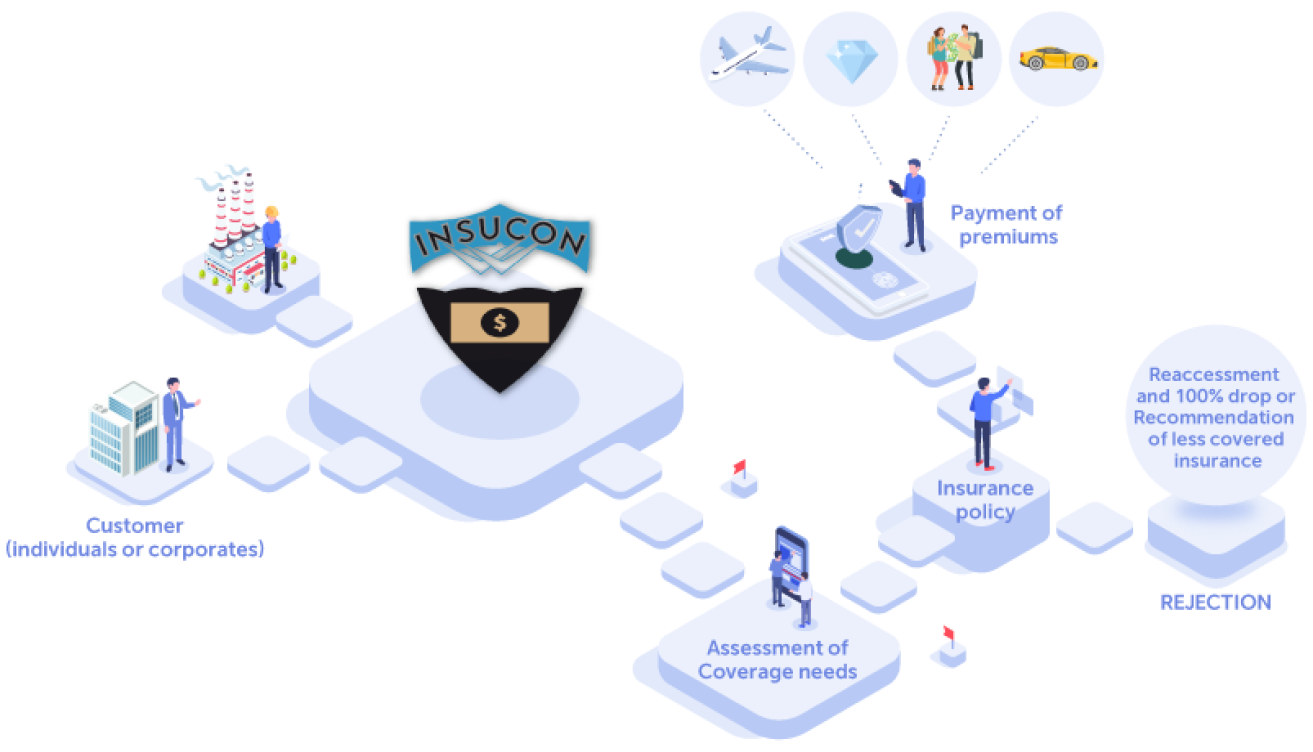 INSUCON
$
Payment of
premiums
Reaccessment
and 100% drop or
Recommendation
of less covered
insurance
Insurance
policy
Customer
(individuals or corporates)
REJECTION
Assessment of
Coverage needs